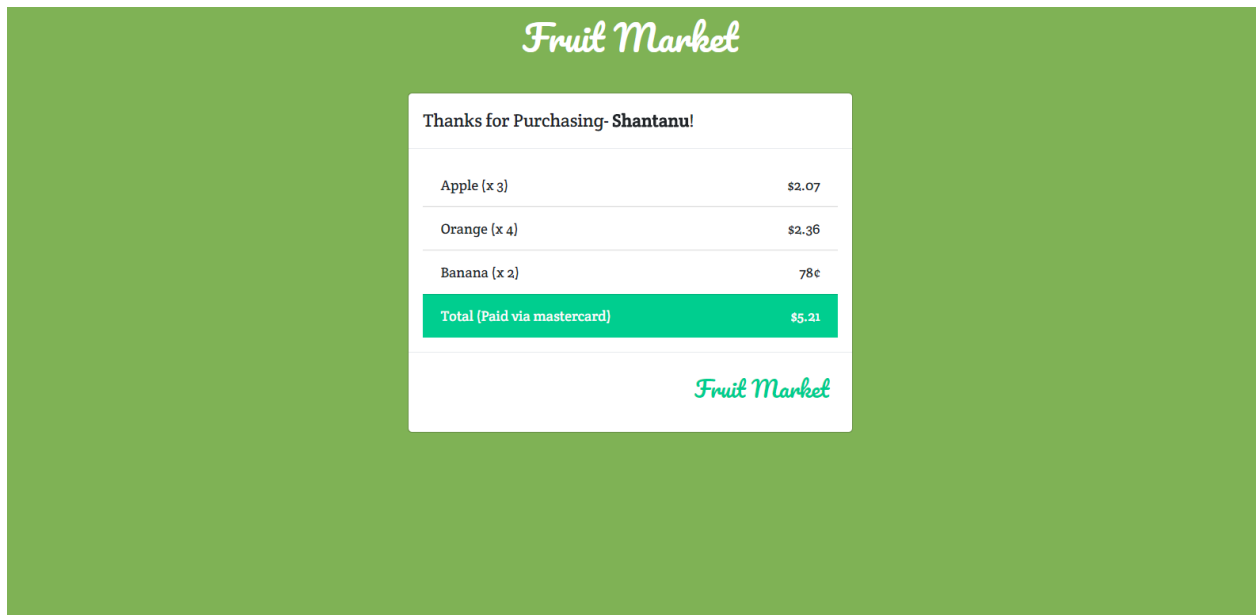 Fruit Market
Thanks for Purchasing- Shantanu!
Apple (x 3) $2.07
Orange (x 4) $2.36
Banana (x 2) 78¢
Total (Paid via mastercard) $5.21
Fruit Market